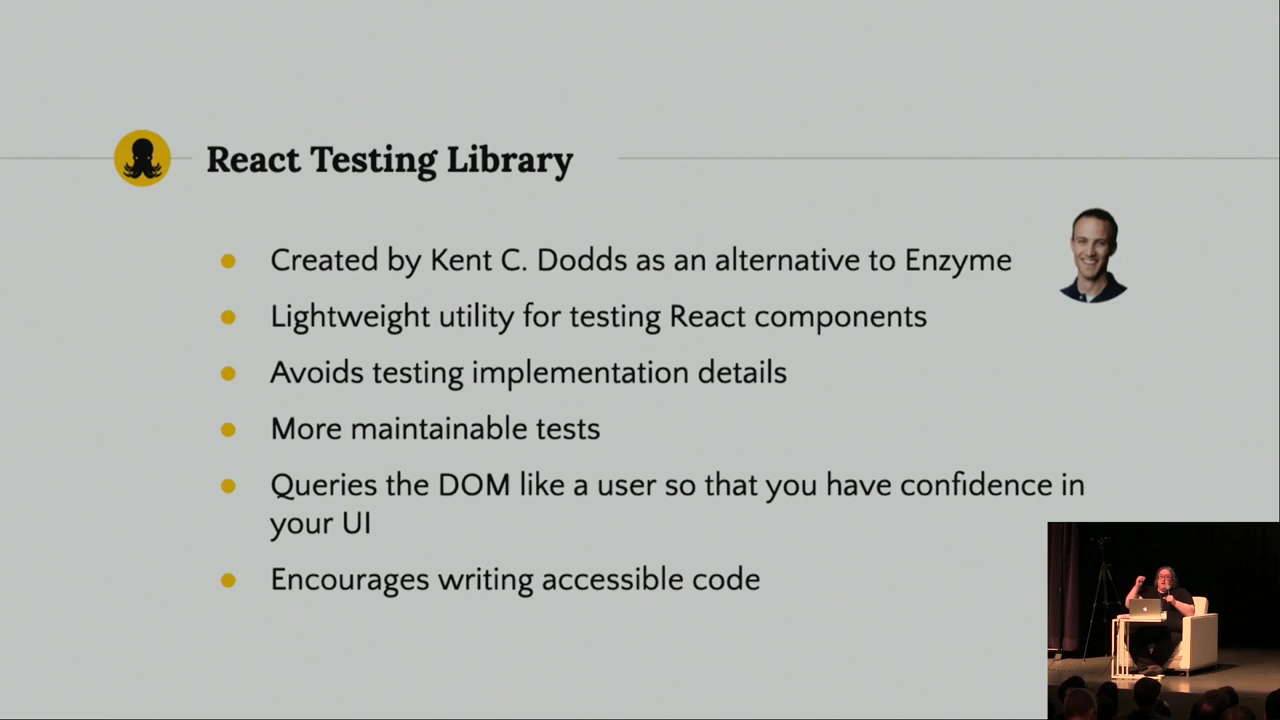 React Testing Library
Created by Kent C. Dodds as an alternative to Enzyme
Lightweight utility for testing React components
Avoids testing implementation details
More maintainable tests
Queries the DOM like a user so that you have confidence in
your UI
Encourages writing accessible code